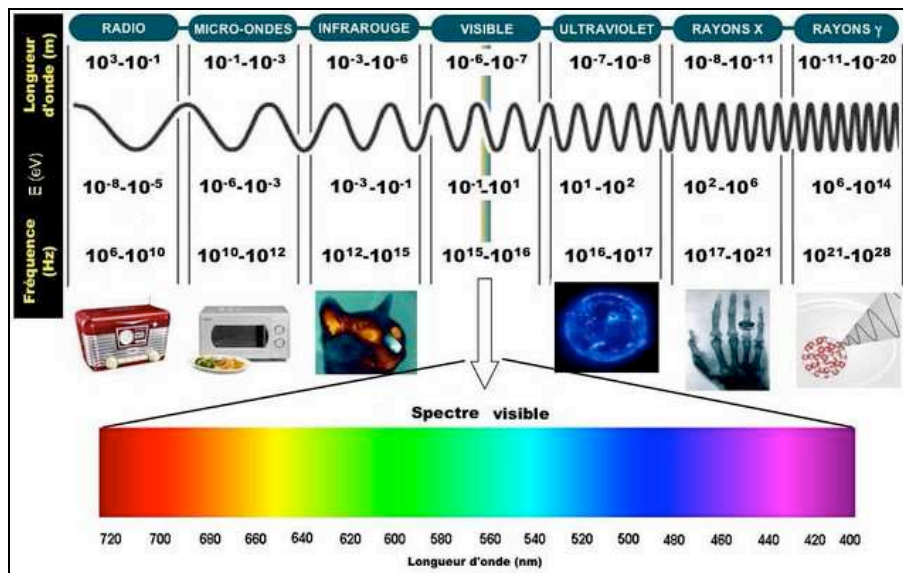 RADIO MICRO-ONDES INFRAROUGE VISIBLE ULTRAVIOLET RAYONS X RAYONS γ
Longueur
d'onde (m)
10³-10⁻¹ 10⁻¹-10⁻³ 10⁻³-10⁻⁶ 10⁻⁶-10⁻⁷ 10⁻⁷-10⁻⁸ 10⁻⁸-10⁻¹¹ 10⁻¹¹-10⁻²⁰
E (eV)
10⁻⁸-10⁻⁵ 10⁻⁶-10⁻³ 10⁻³-10⁻¹ 10⁻¹-10¹ 10¹-10² 10²-10⁶ 10⁶-10¹⁴
Fréquence
(Hz)
10⁶-10¹⁰ 10¹⁰-10¹² 10¹²-10¹⁵ 10¹⁵-10¹⁶ 10¹⁶-10¹⁷ 10¹⁷-10²¹ 10²¹-10²⁸
Spectre visible
720 700 680 660 640 620 600 580 560 540 520 500 480 460 440 420 400
Longueur d'onde (nm)